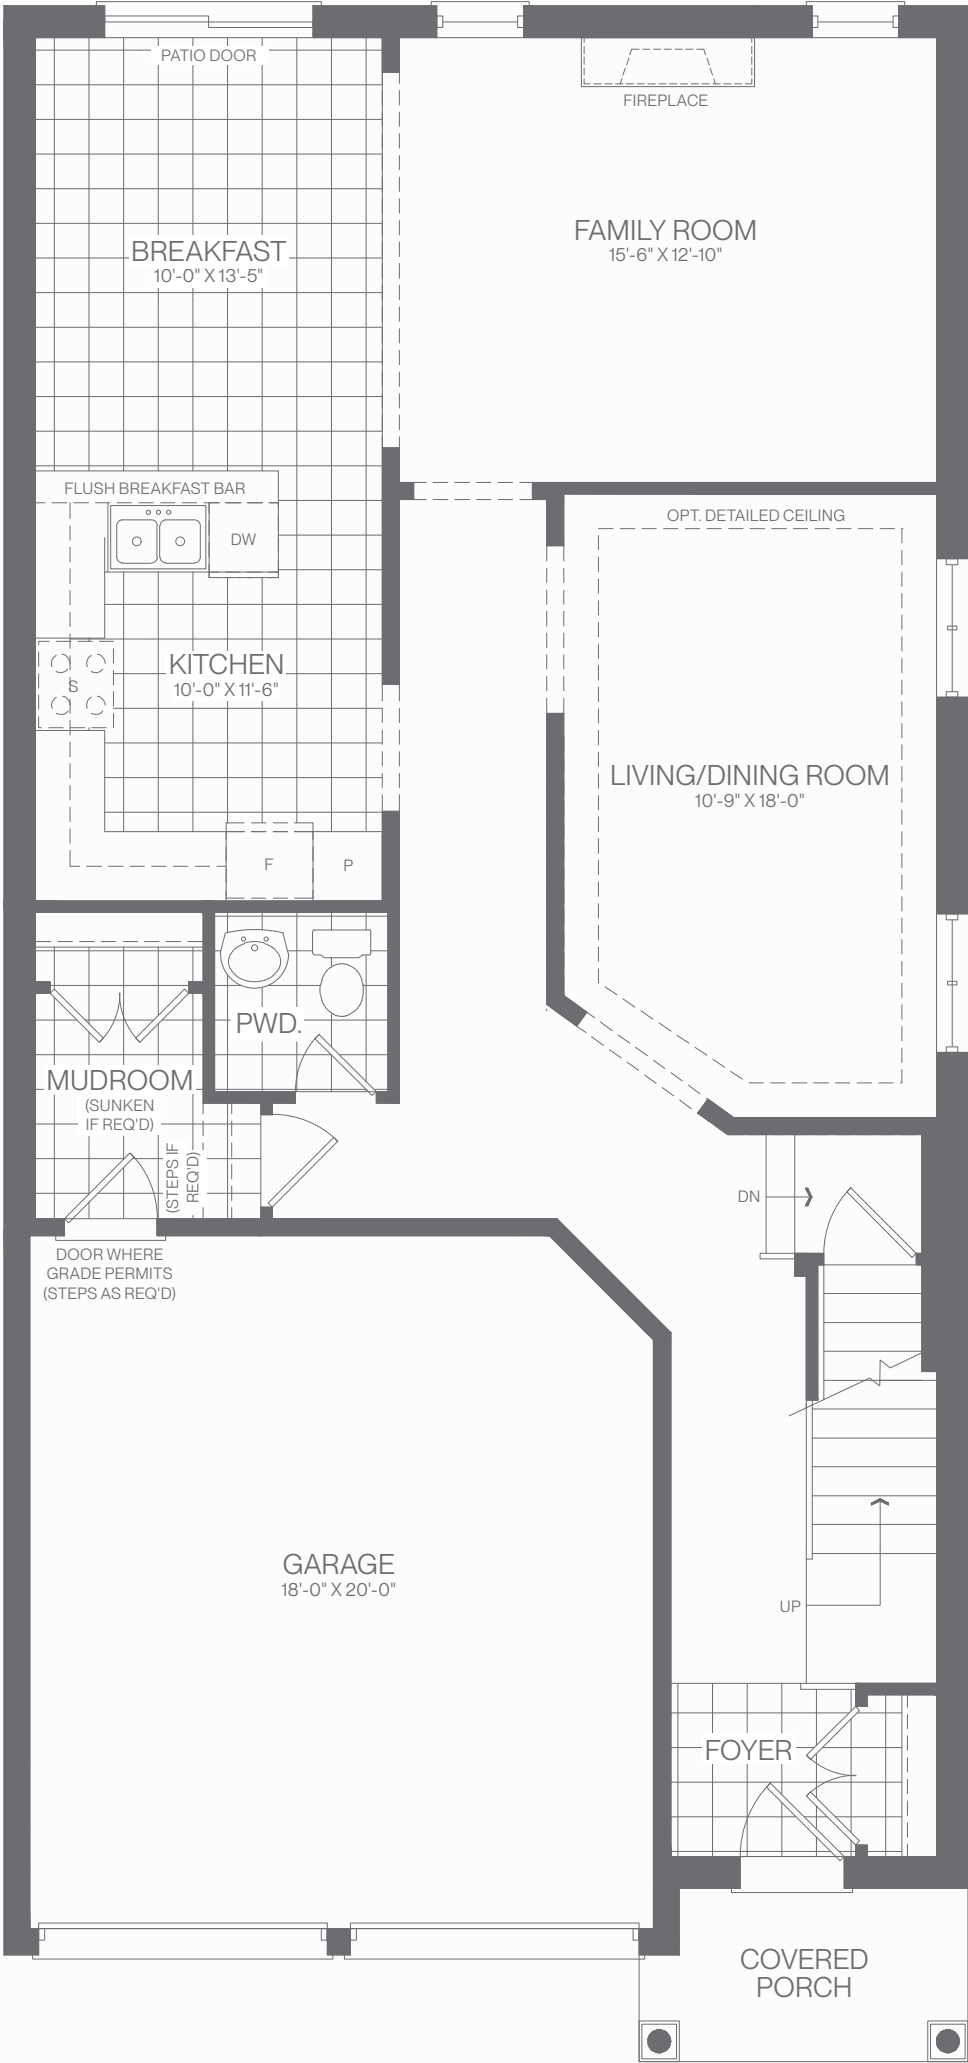 PATIO DOOR
FIREPLACE
FAMILY ROOM
15'-6" X 12'-10"
BREAKFAST
10'-0" X 13'-5"
FLUSH BREAKFAST BAR
DW
OPT. DETAILED CEILING
KITCHEN
10'-0" X 11'-6"
S
LIVING/DINING ROOM
10'-9" X 18'-0"
F
P
PWD.
MUDROOM
(SUNKEN
IF REQ'D)
(STEPS IF
REQ'D)
DN
DOOR WHERE
GRADE PERMITS
(STEPS AS REQ'D)
GARAGE
18'-0" X 20'-0"
UP
FOYER
COVERED
PORCH